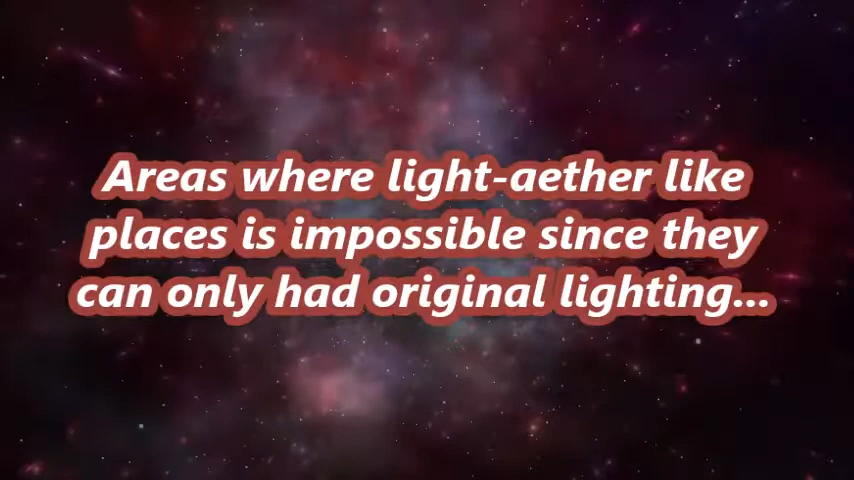 Areas where light-aether like
places is impossible since they
can only had original lighting...